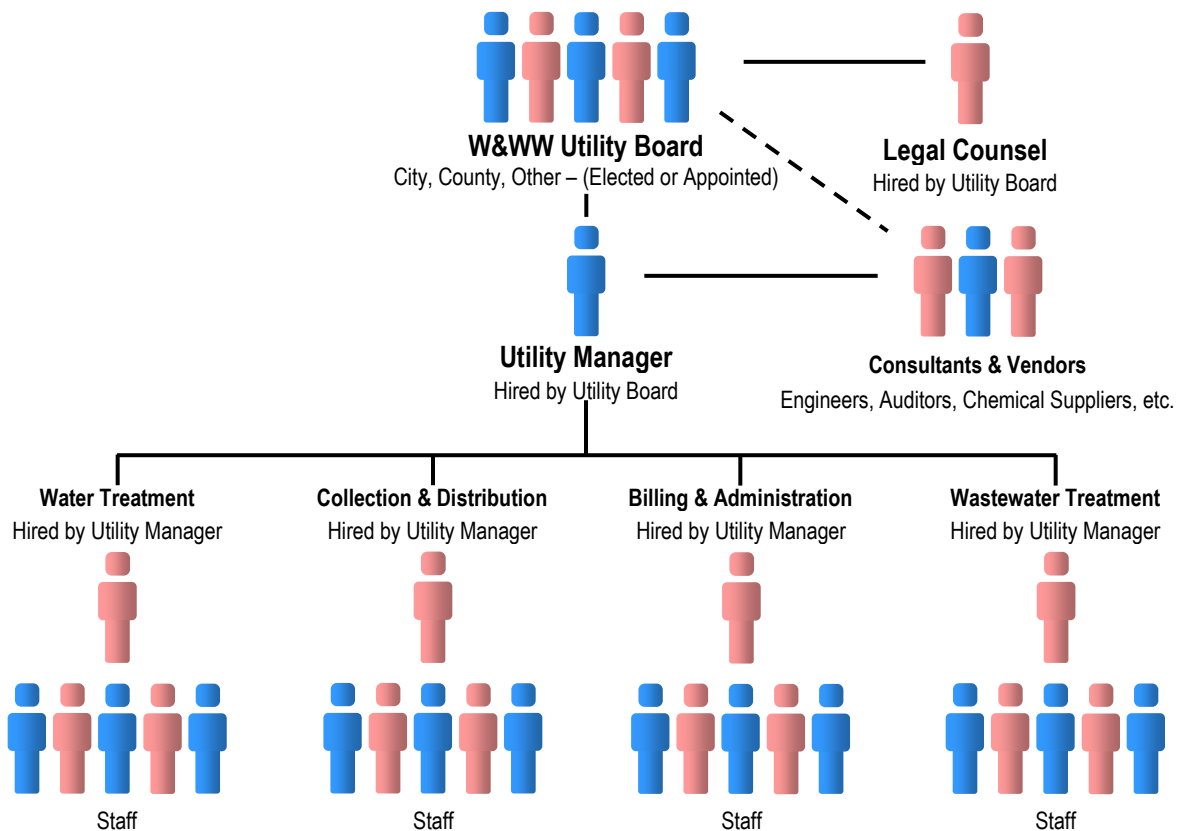 W&WW Utility Board
City, County, Other – (Elected or Appointed)
Legal Counsel
Hired by Utility Board
Utility Manager
Hired by Utility Board
Consultants & Vendors
Engineers, Auditors, Chemical Suppliers, etc.
Water Treatment
Hired by Utility Manager
Collection & Distribution
Hired by Utility Manager
Billing & Administration
Hired by Utility Manager
Wastewater Treatment
Hired by Utility Manager
Staff
Staff
Staff
Staff